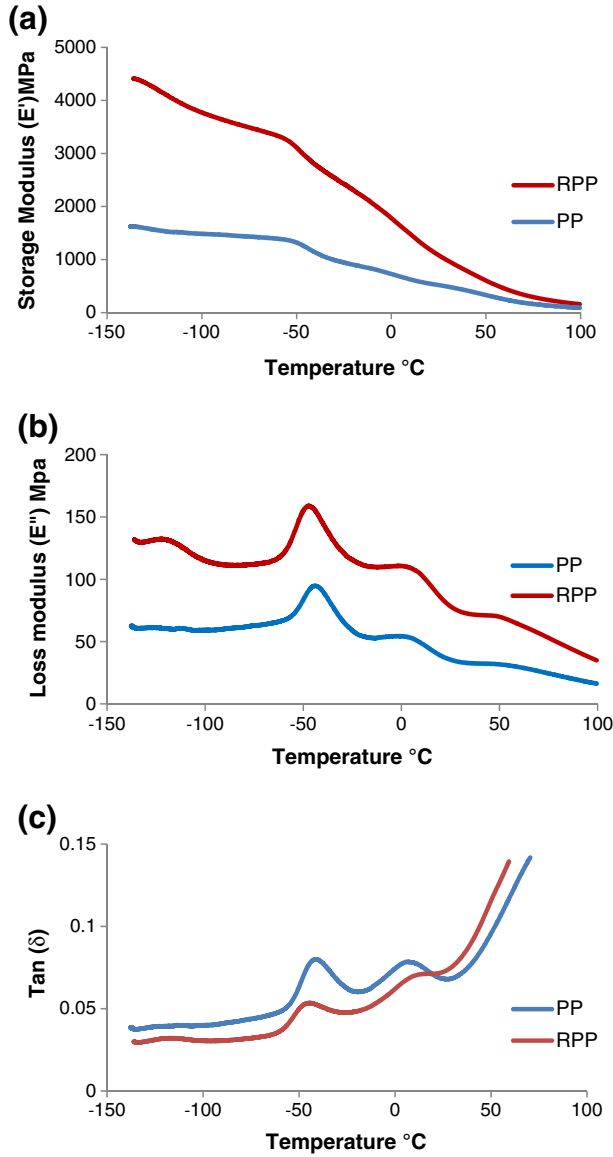 (a)
Storage Modulus (E')MPa
5000
4000
3000
2000
1000
0
-150
-100
-50
0
50
100
Temperature °C
RPP
PP
(b)
Loss modulus (E") Mpa
200
150
100
50
0
-150
-100
-50
0
50
100
Temperature °C
PP
RPP
(c)
Tan (δ)
0.15
0.1
0.05
0
-150
-100
-50
0
50
100
Temperature °C
PP
RPP